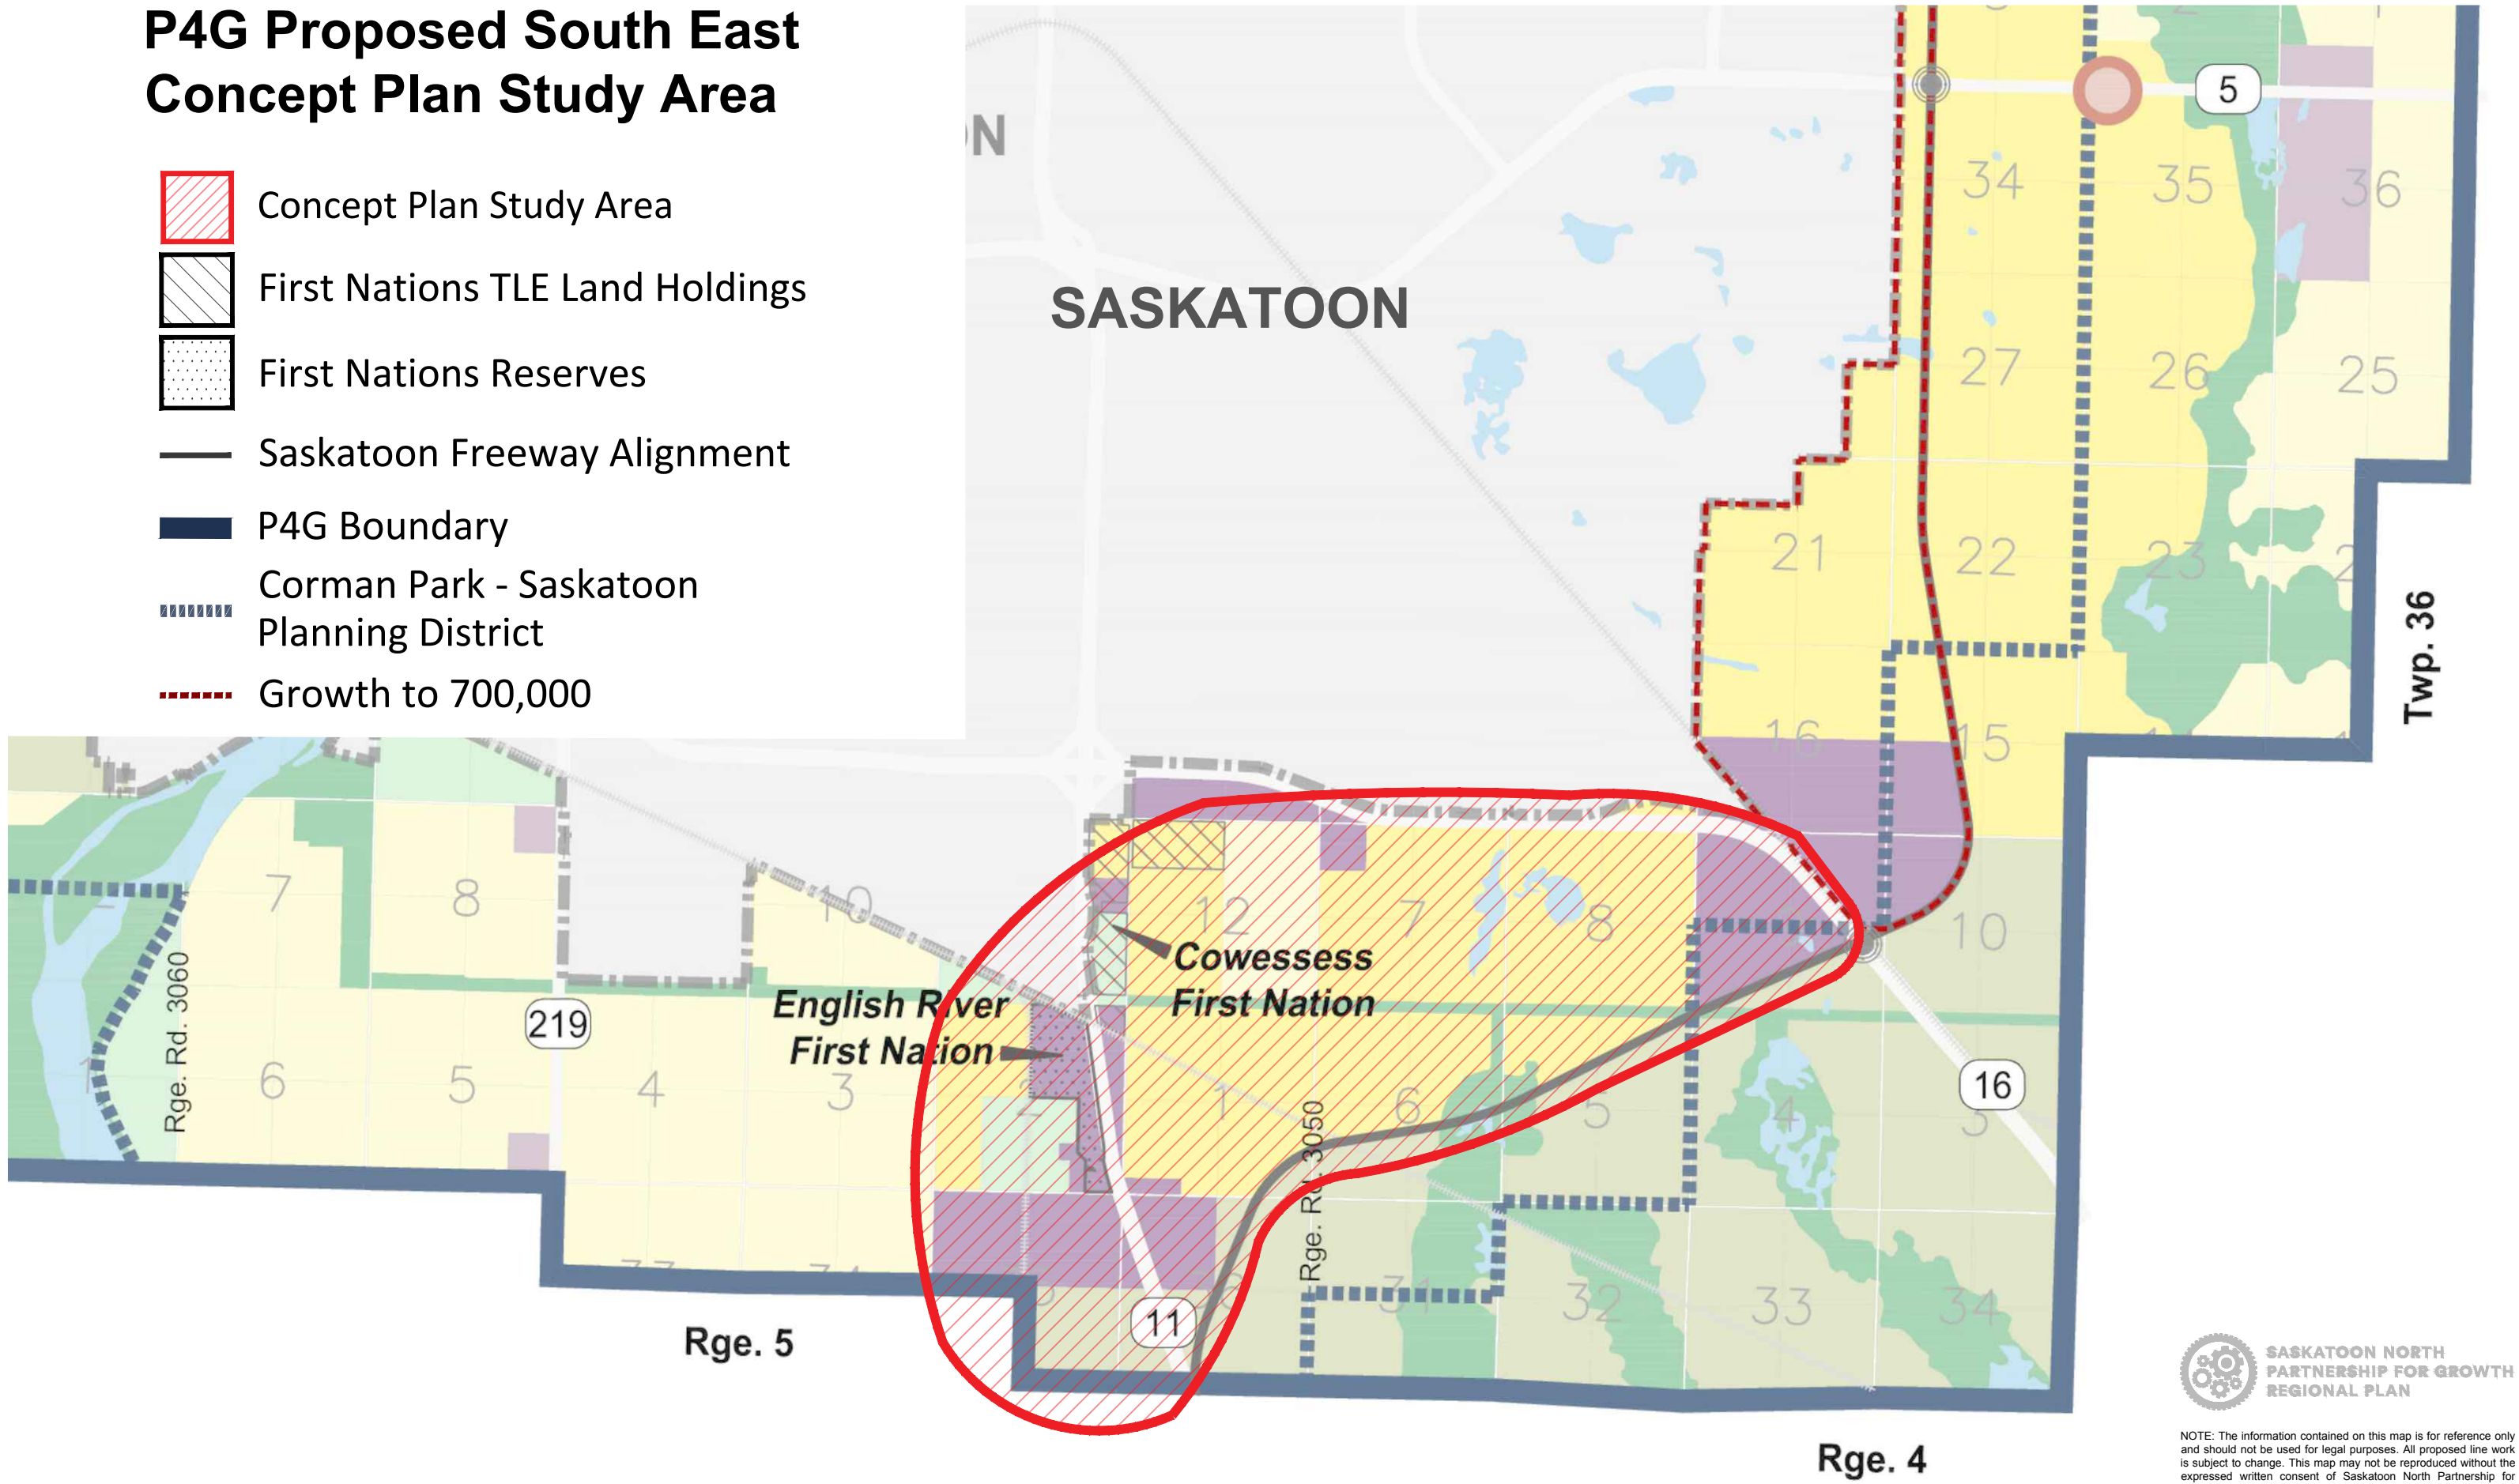 P4G Proposed South East
Concept Plan Study Area
Concept Plan Study Area
First Nations TLE Land Holdings
First Nations Reserves
Saskatoon Freeway Alignment
P4G Boundary
Corman Park - Saskatoon
Planning District
Growth to 700,000
N
SASKATOON
5
34
35
36
27
26
25
21
22
23
2
Twp. 36
16
15
7
8
10
12
7
8
10
Cowessess
First Nation
English River
First Nation
219
Rge. Rd. 3060
6
5
4
3
1
6
5
4
3
16
Rge. Rd. 3050
31
32
33
34
11
Rge. 5
Rge. 4
SASKATOON NORTH
PARTNERSHIP FOR GROWTH
REGIONAL PLAN
NOTE: The information contained on this map is for reference only
and should not be used for legal purposes. All proposed line work
is subject to change. This map may not be reproduced without the
expressed written consent of Saskatoon North Partnership for